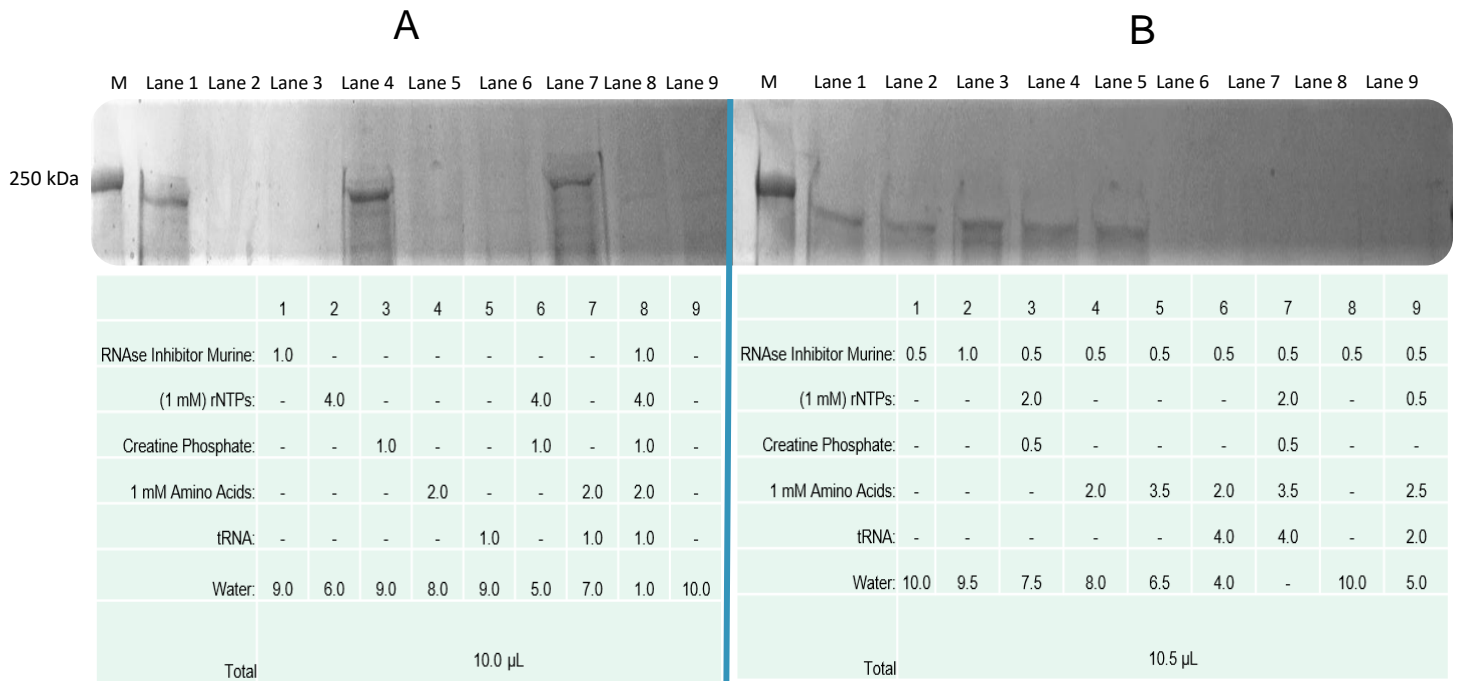 A
B
M Lane 1 Lane 2 Lane 3 Lane 4 Lane 5 Lane 6 Lane 7 Lane 8 Lane 9
M Lane 1 Lane 2 Lane 3 Lane 4 Lane 5 Lane 6 Lane 7 Lane 8 Lane 9
250 kDa
1 2 3 4 5 6 7 8 9
RNAse Inhibitor Murine: 1.0 - - - - - - 1.0 -
(1 mM) rNTPs: - 4.0 - - - 4.0 - 4.0 -
Creatine Phosphate: - - 1.0 - - 1.0 - 1.0 -
1 mM Amino Acids: - - - 2.0 - - 2.0 2.0 -
tRNA: - - - - 1.0 - 1.0 1.0 -
Water: 9.0 6.0 9.0 8.0 9.0 5.0 7.0 1.0 10.0
Total 10.0 µL
1 2 3 4 5 6 7 8 9
RNAse Inhibitor Murine: 0.5 1.0 0.5 0.5 0.5 0.5 0.5 0.5 0.5
(1 mM) rNTPs: - - 2.0 - - - 2.0 - 0.5
Creatine Phosphate: - - 0.5 - - - 0.5 - -
1 mM Amino Acids: - - - 2.0 3.5 2.0 3.5 - 2.5
tRNA: - - - - - 4.0 4.0 - 2.0
Water: 10.0 9.5 7.5 8.0 6.5 4.0 - 10.0 5.0
Total 10.5 µL